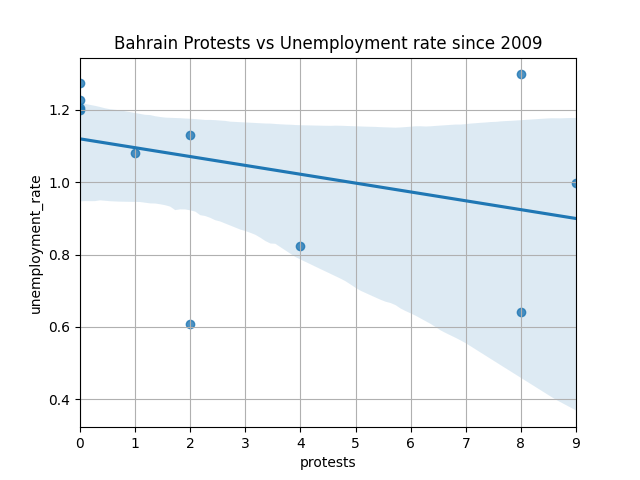 Bahrain Protests vs Unemployment rate since 2009
1.2
1.0
0.8
0.6
0.4
unemployment_rate
0 1 2 3 4 5 6 7 8 9
protests